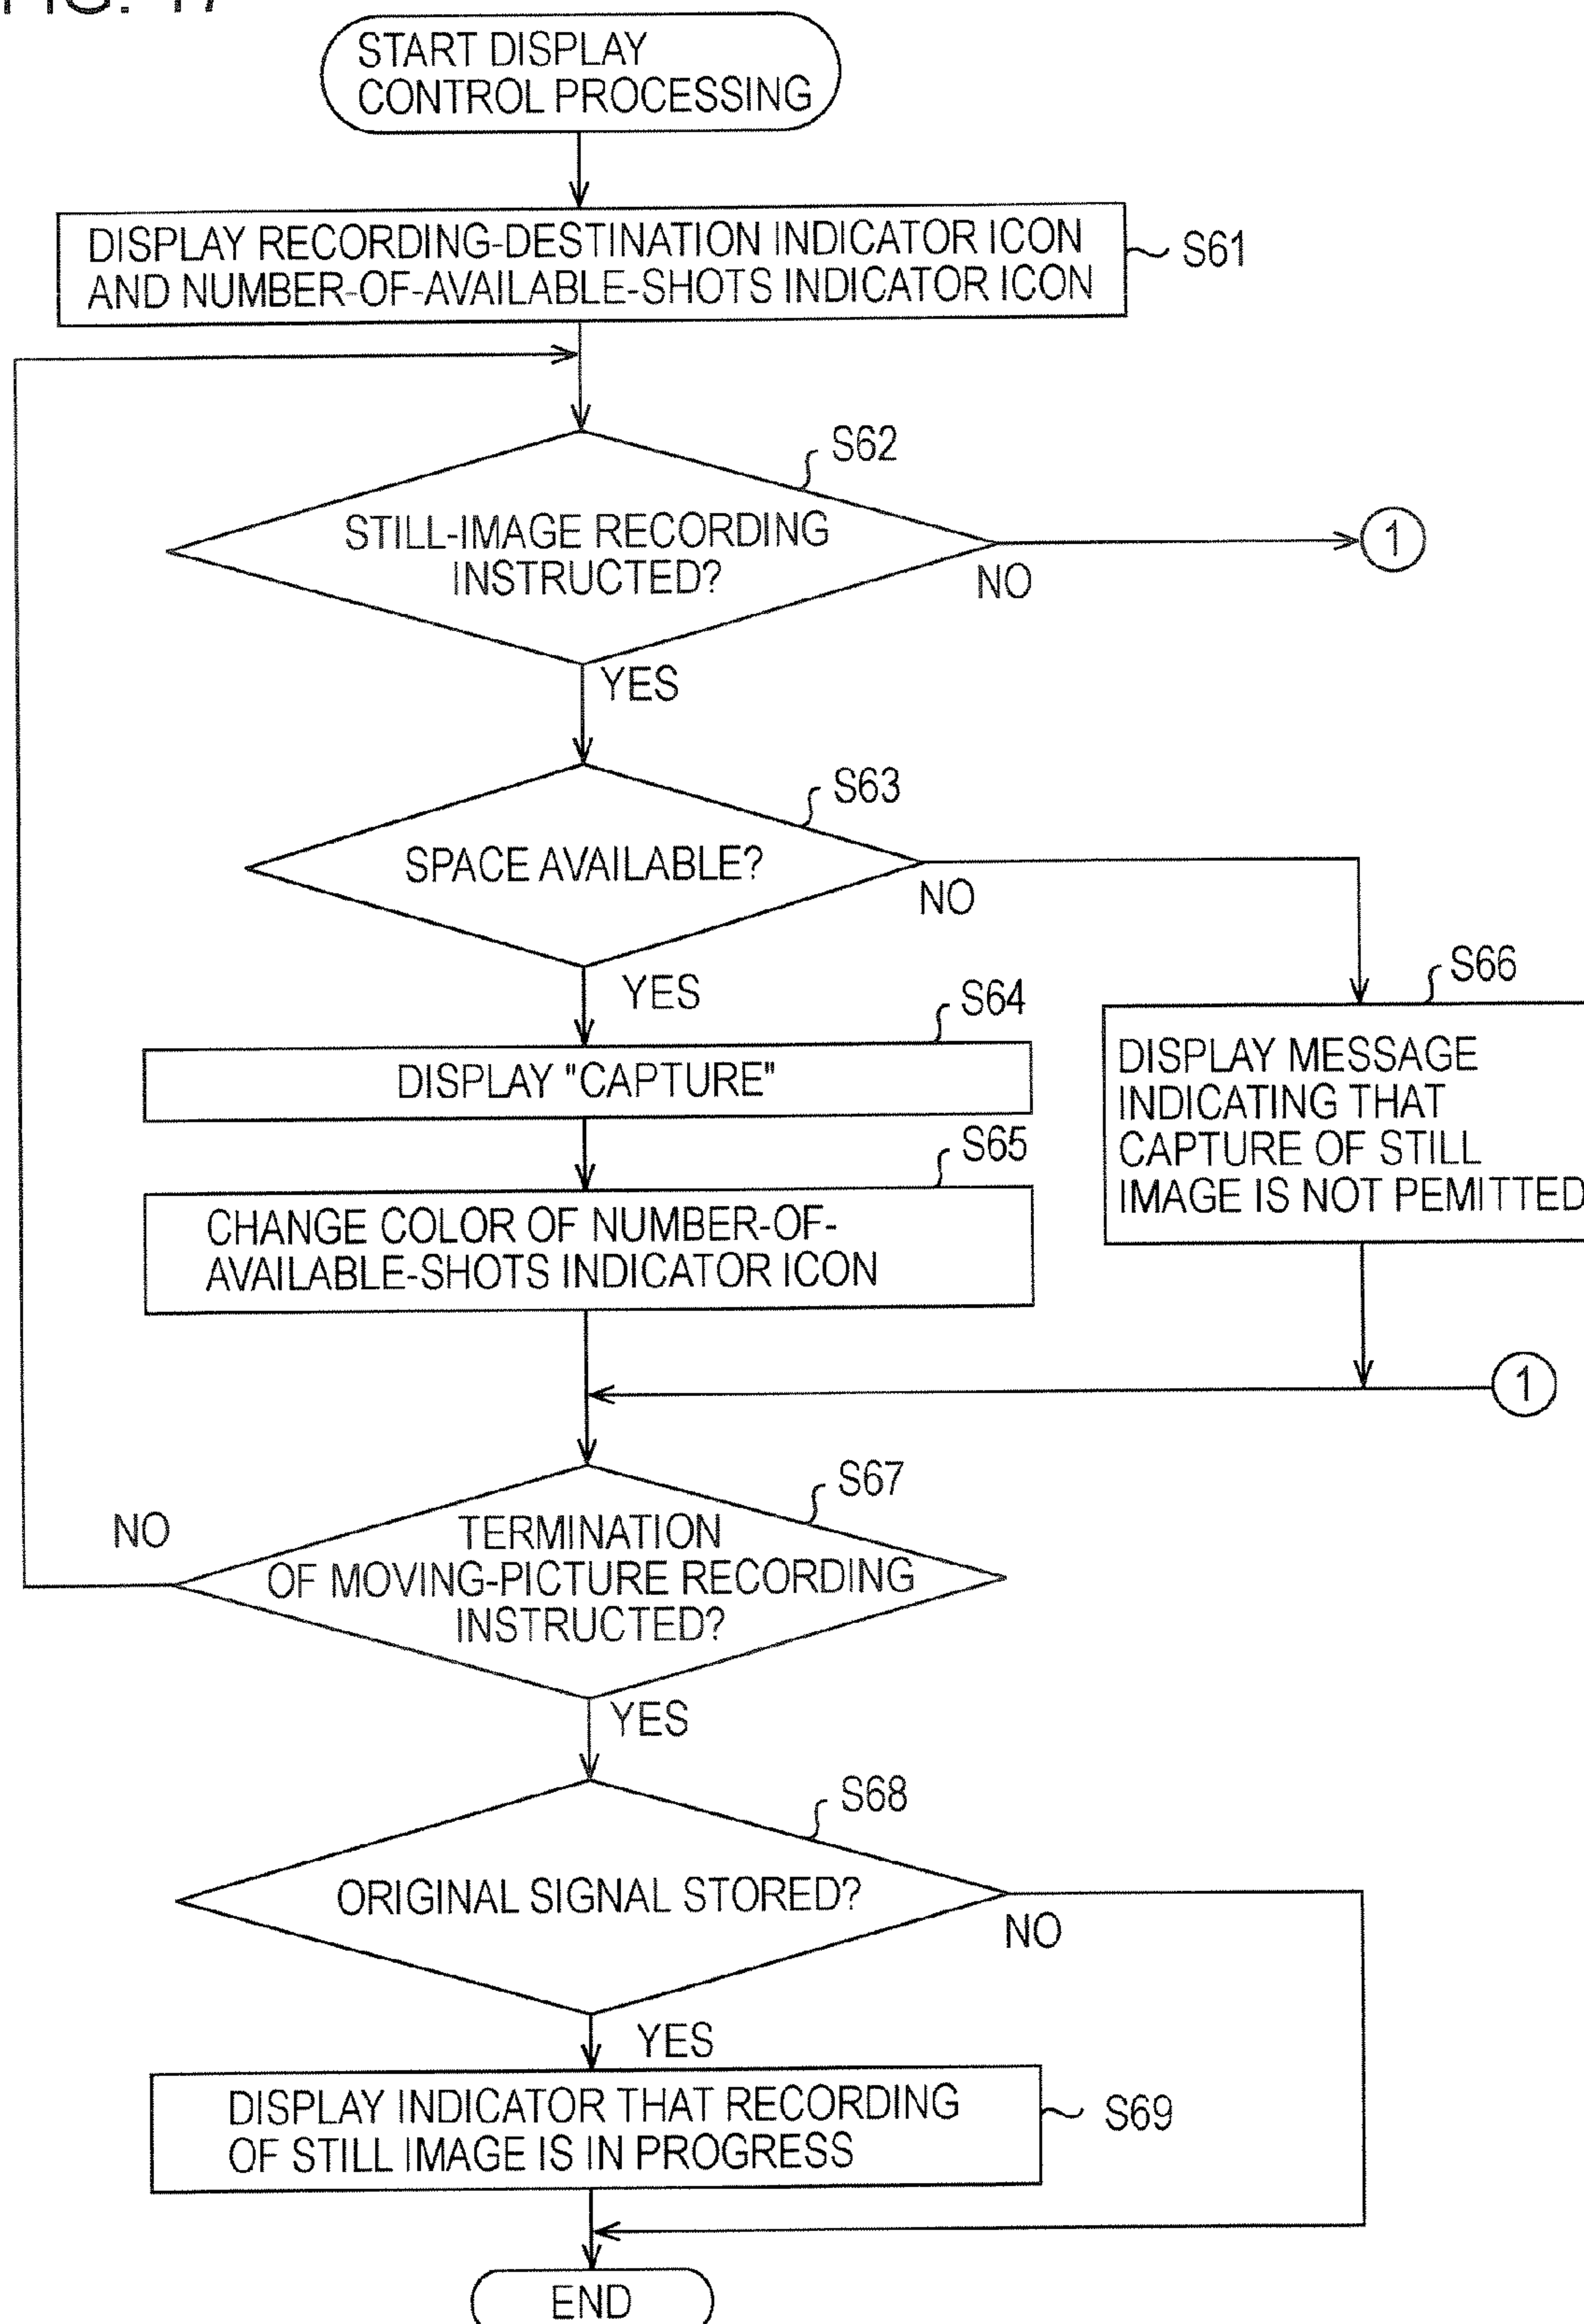 START DISPLAY
CONTROL PROCESSING
DISPLAY RECORDING-DESTINATION INDICATOR ICON
AND NUMBER-OF-AVAILABLE-SHOTS INDICATOR ICON
S61
S62
STILL-IMAGE RECORDING
INSTRUCTED?
1
NO
YES
S63
SPACE AVAILABLE?
NO
YES
S64
DISPLAY "CAPTURE"
S66
DISPLAY MESSAGE
INDICATING THAT
CAPTURE OF STILL
IMAGE IS NOT PEMITTED
S65
CHANGE COLOR OF NUMBER-OF-
AVAILABLE-SHOTS INDICATOR ICON
1
S67
NO
TERMINATION
OF MOVING-PICTURE RECORDING
INSTRUCTED?
YES
S68
ORIGINAL SIGNAL STORED?
NO
YES
DISPLAY INDICATOR THAT RECORDING
OF STILL IMAGE IS IN PROGRESS
S69
END